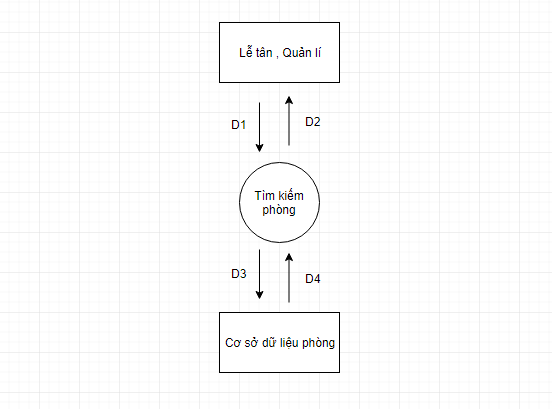 Lễ tân , Quản lí
D1
D2
Tìm kiếm
phòng
D3
D4
Cơ sở dữ liệu phòng